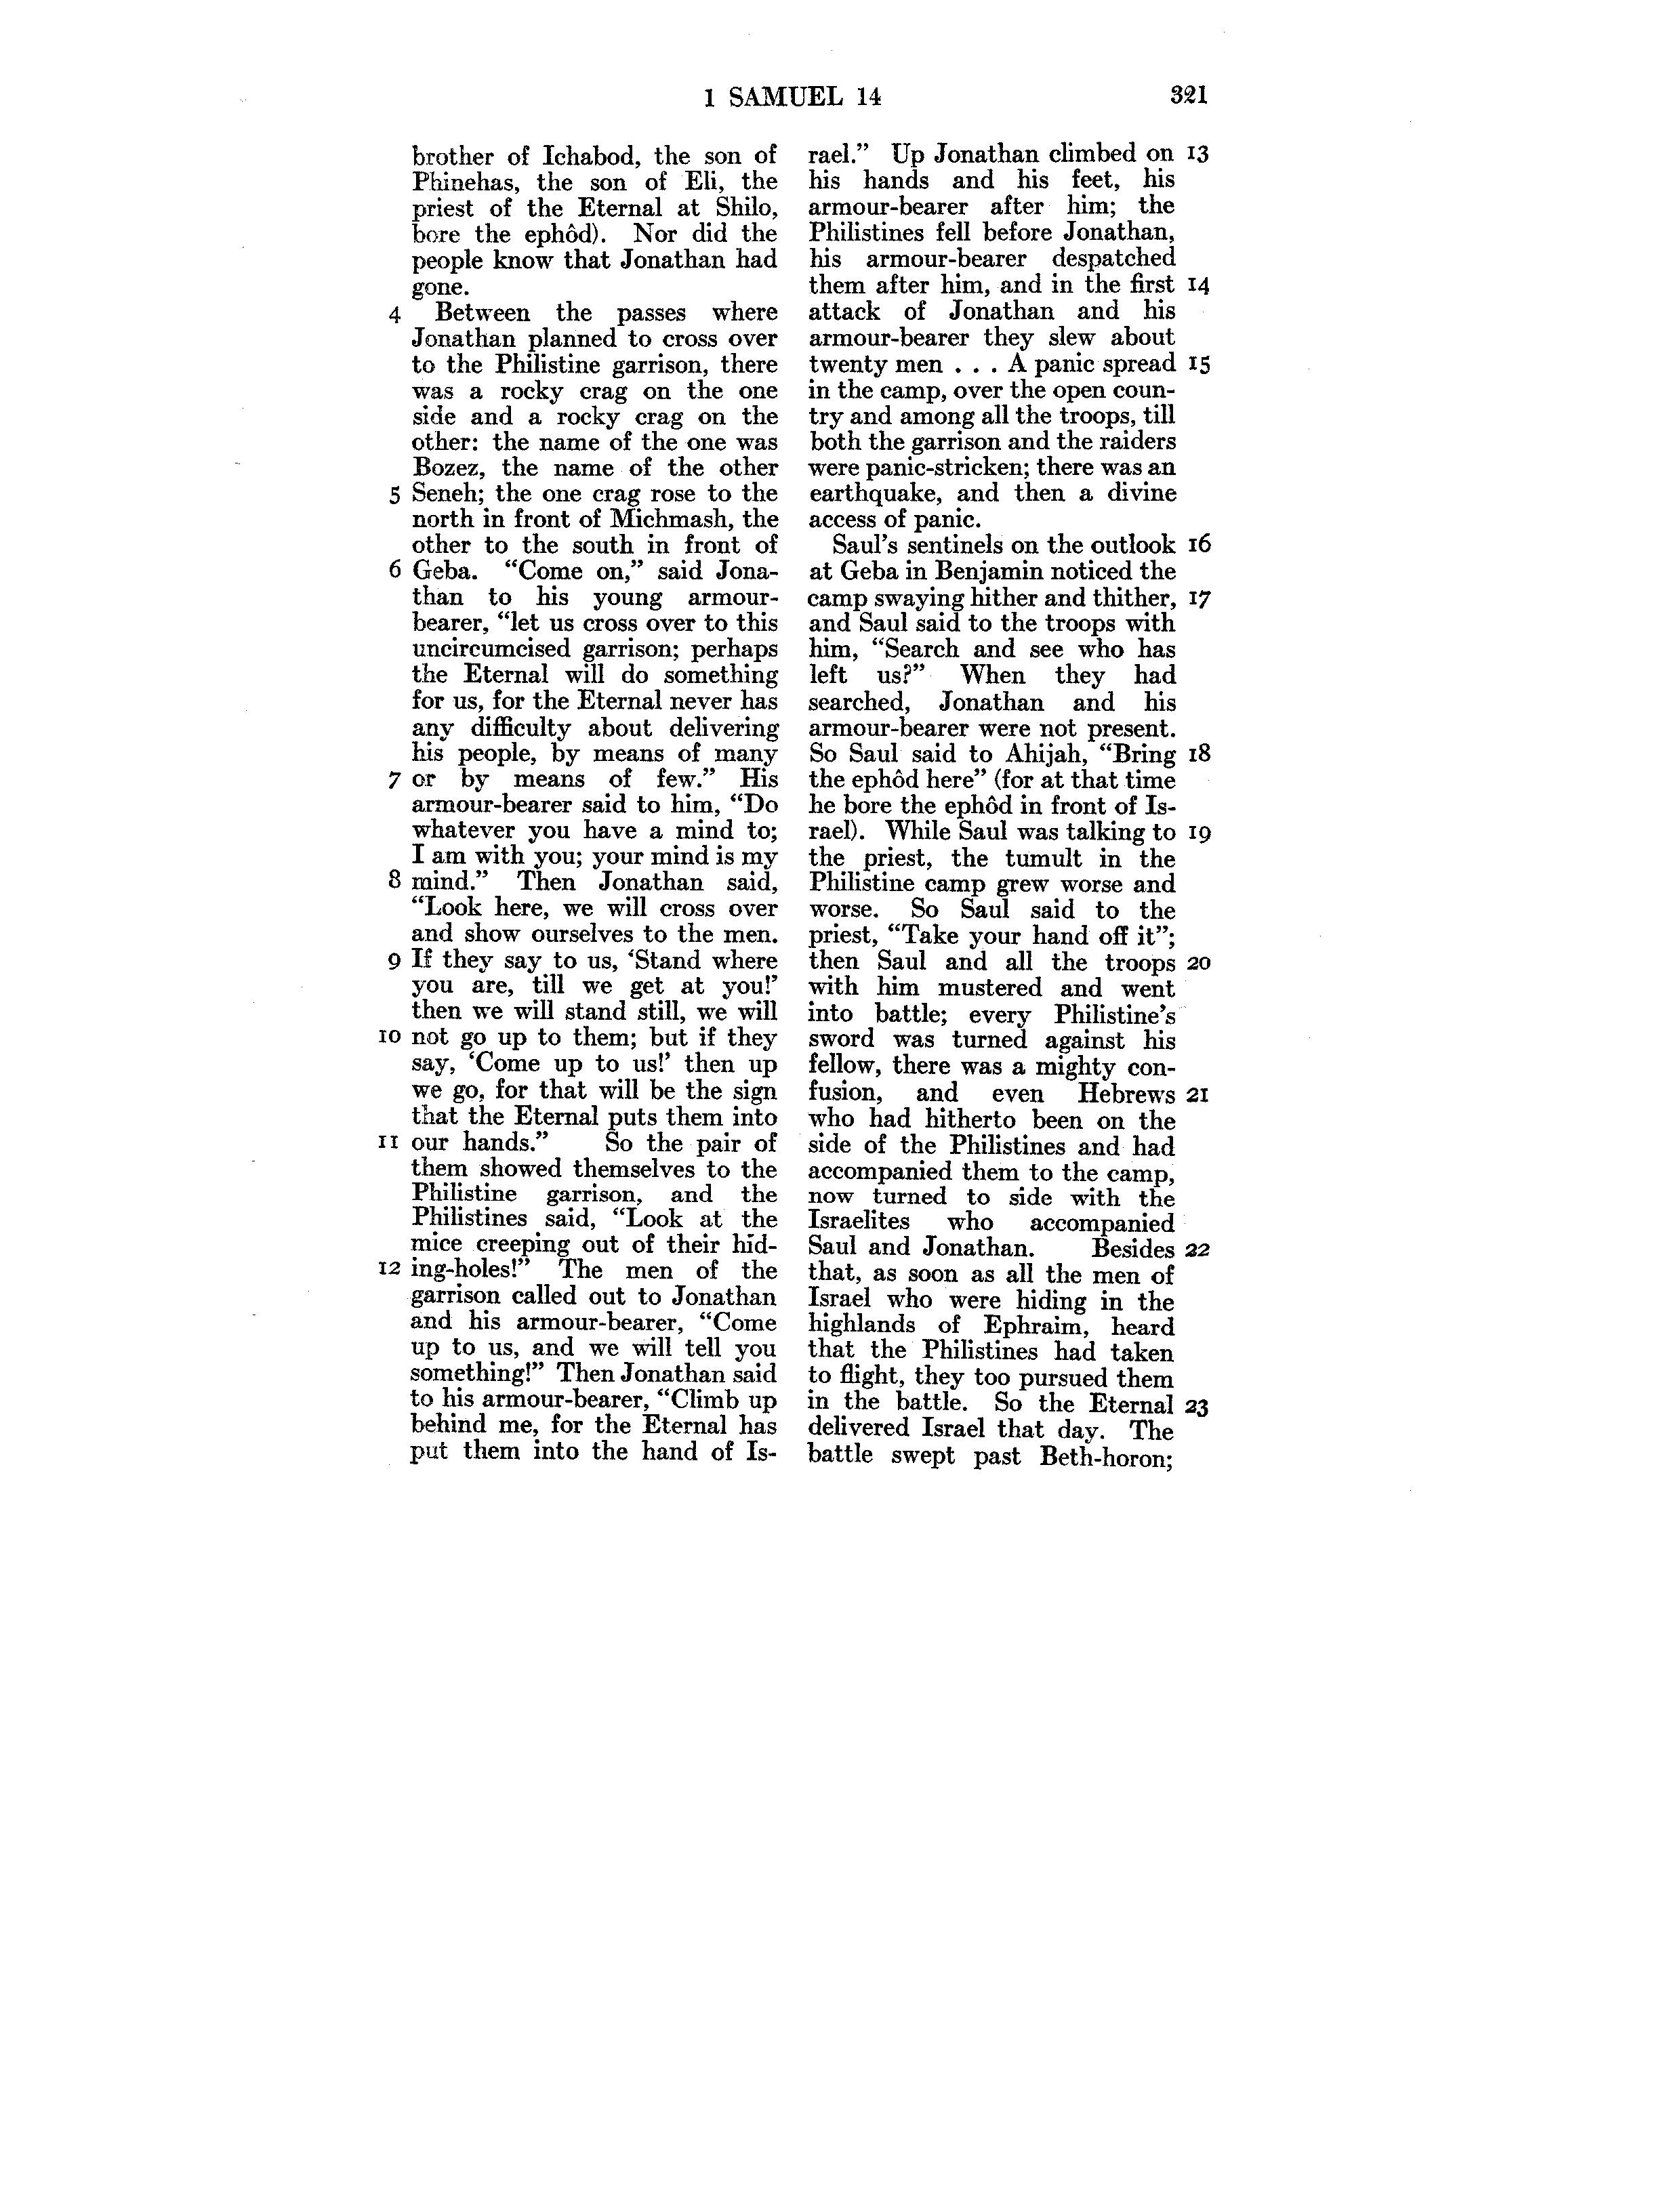 1 SAMUEL 14
321
brother of Ichabod, the son of
Phinehas, the son of Eli, the
priest of the Eternal at Shilo,
bore the ephôd). Nor did the
people know that Jonathan had
gone.
4 Between the passes where
Jonathan planned to cross over
to the Philistine garrison, there
was a rocky crag on the one
side and a rocky crag on the
other: the name of the one was
Bozez, the name of the other
5 Seneh; the one crag rose to the
north in front of Michmash, the
other to the south in front of
6 Geba. “Come on,” said Jona-
than to his young armour-
bearer, “let us cross over to this
uncircumcised garrison; perhaps
the Eternal will do something
for us, for the Eternal never has
any difficulty about delivering
his people, by means of many
7 or by means of few.” His
armour-bearer said to him, “Do
whatever you have a mind to;
I am with you; your mind is my
8 mind.” Then Jonathan said,
“Look here, we will cross over
and show ourselves to the men.
9 If they say to us, ‘Stand where
you are, till we get at you!’
then we will stand still, we will
10 not go up to them; but if they
say, ‘Come up to us!’ then up
we go, for that will be the sign
that the Eternal puts them into
11 our hands.” So the pair of
them showed themselves to the
Philistine garrison, and the
Philistines said, “Look at the
mice creeping out of their hid-
12 ing-holes!” The men of the
garrison called out to Jonathan
and his armour-bearer, “Come
up to us, and we will tell you
something!” Then Jonathan said
to his armour-bearer, “Climb up
behind me, for the Eternal has
put them into the hand of Is-
rael.” Up Jonathan climbed on 13
his hands and his feet, his
armour-bearer after him; the
Philistines fell before Jonathan,
his armour-bearer despatched
them after him, and in the first 14
attack of Jonathan and his
armour-bearer they slew about
twenty men . . . A panic spread 15
in the camp, over the open coun-
try and among all the troops, till
both the garrison and the raiders
were panic-stricken; there was an
earthquake, and then a divine
access of panic.
Saul’s sentinels on the outlook 16
at Geba in Benjamin noticed the
camp swaying hither and thither, 17
and Saul said to the troops with
him, “Search and see who has
left us?” When they had
searched, Jonathan and his
armour-bearer were not present.
So Saul said to Ahijah, “Bring 18
the ephôd here” (for at that time
he bore the ephôd in front of Is-
rael). While Saul was talking to 19
the priest, the tumult in the
Philistine camp grew worse and
worse. So Saul said to the
priest, “Take your hand off it”;
then Saul and all the troops 20
with him mustered and went
into battle; every Philistine’s
sword was turned against his
fellow, there was a mighty con-
fusion, and even Hebrews 21
who had hitherto been on the
side of the Philistines and had
accompanied them to the camp,
now turned to side with the
Israelites who accompanied
Saul and Jonathan. Besides 22
that, as soon as all the men of
Israel who were hiding in the
highlands of Ephraim, heard
that the Philistines had taken
to flight, they too pursued them
in the battle. So the Eternal 23
delivered Israel that day. The
battle swept past Beth-horon;